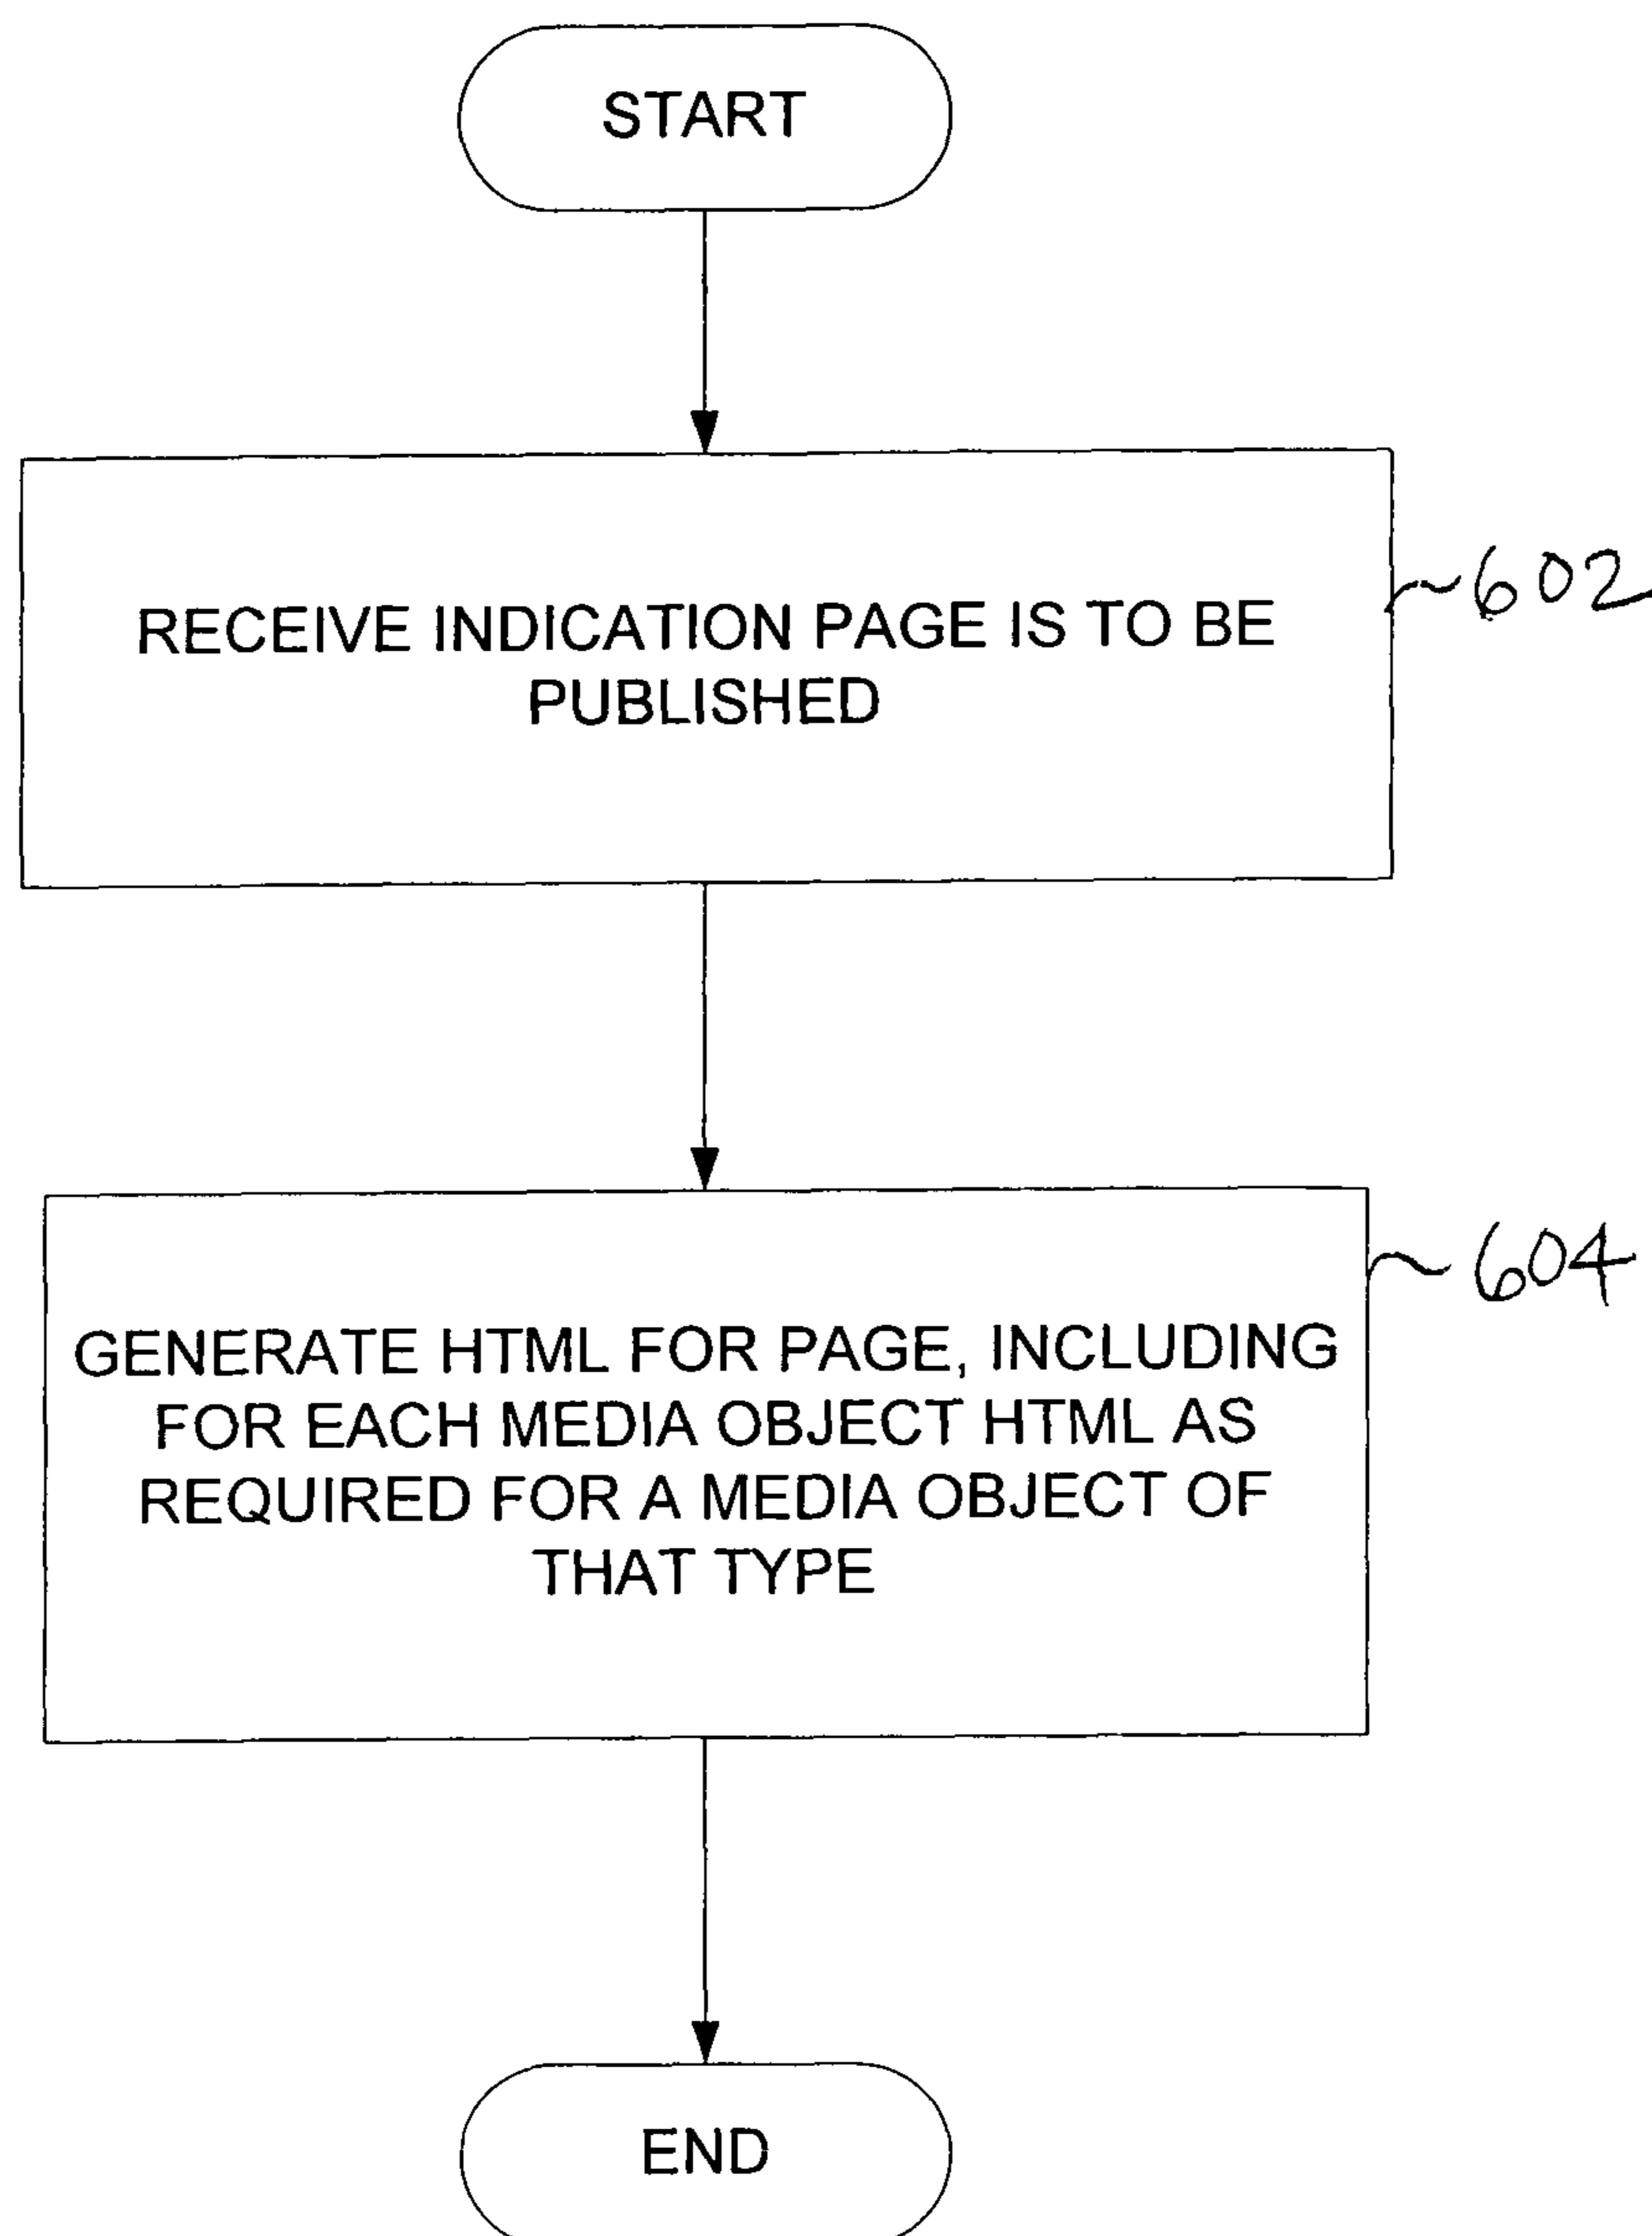 START
RECEIVE INDICATION PAGE IS TO BE
PUBLISHED
602
GENERATE HTML FOR PAGE, INCLUDING
FOR EACH MEDIA OBJECT HTML AS
REQUIRED FOR A MEDIA OBJECT OF
THAT TYPE
604
END